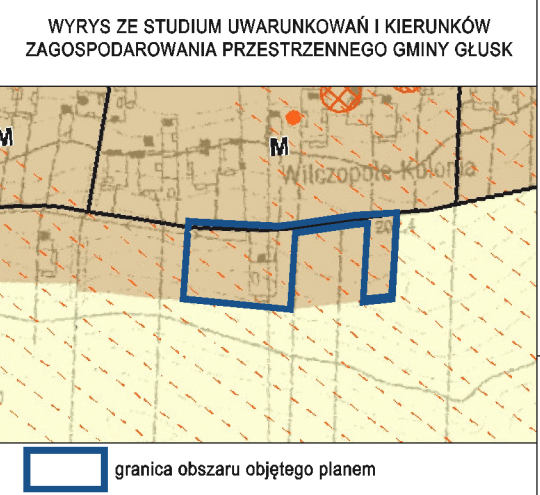 WYRYS ZE STUDIUM UWARUNKOWAŃ I KIERUNKÓW
ZAGOSPODAROWANIA PRZESTRZENNEGO GMINY GŁUSK
M
M
Wilczopole-Kolonia
granica obszaru objętego planem